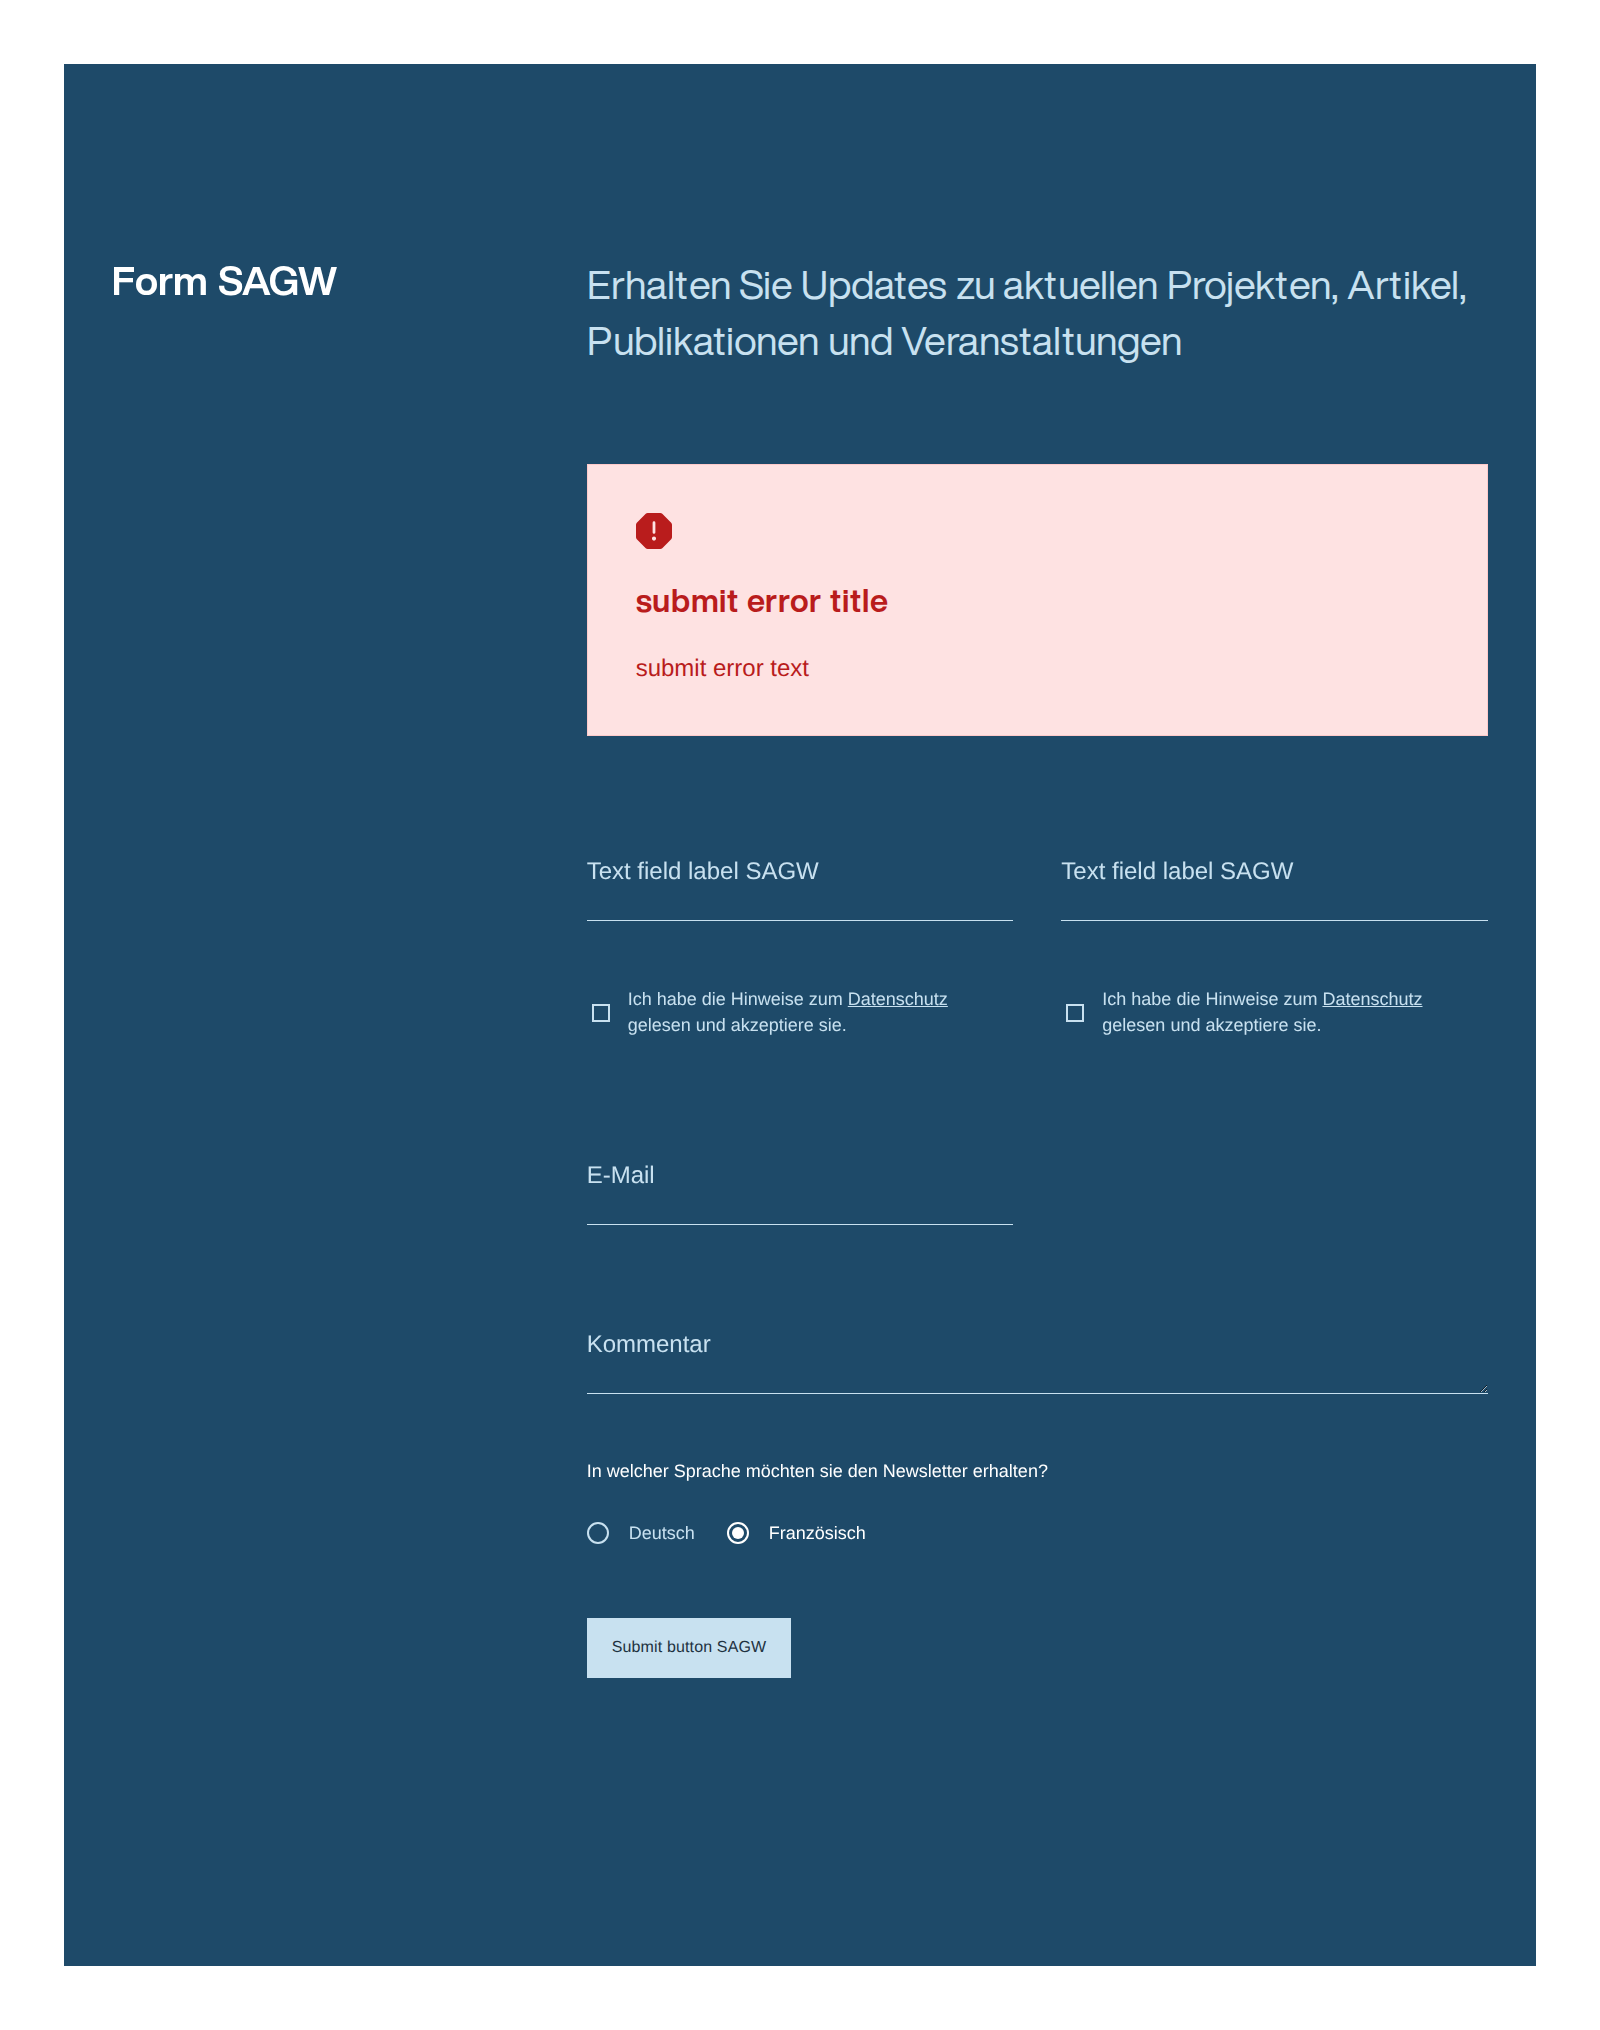 Form SAGW
Erhalten Sie Updates zu aktuellen Projekten, Artikel,
Publikationen und Veranstaltungen
submit error title
submit error text
Text field label SAGW
Text field label SAGW
Ich habe die Hinweise zum Datenschutz
gelesen und akzeptiere sie.
Ich habe die Hinweise zum Datenschutz
gelesen und akzeptiere sie.
E-Mail
Kommentar
In welcher Sprache möchten sie den Newsletter erhalten?
Deutsch
Französisch
Submit button SAGW